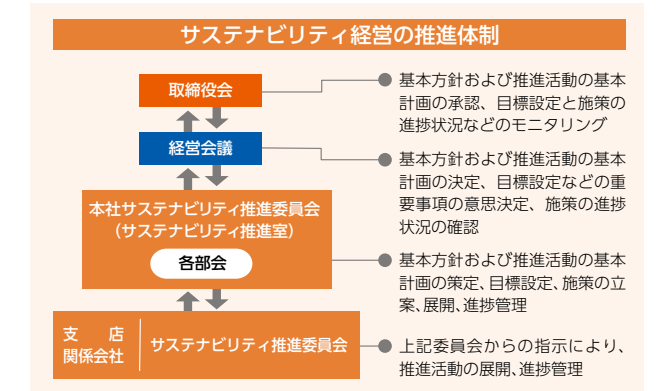 サステナビリティ経営の推進体制
取締役会
基本方針および推進活動の基本
計画の承認、目標設定と施策の
進捗状況などのモニタリング
経営会議
基本方針および推進活動の基本
計画の決定、目標設定などの重
要事項の意思決定、施策の進捗
状況の確認
本社サステナビリティ推進委員会
（サステナビリティ推進室）
各部会
基本方針および推進活動の基本
計画の策定、目標設定、施策の立
案、展開、進捗管理
支　店
関係会社
サステナビリティ推進委員会
上記委員会からの指示により、
推進活動の展開、進捗管理